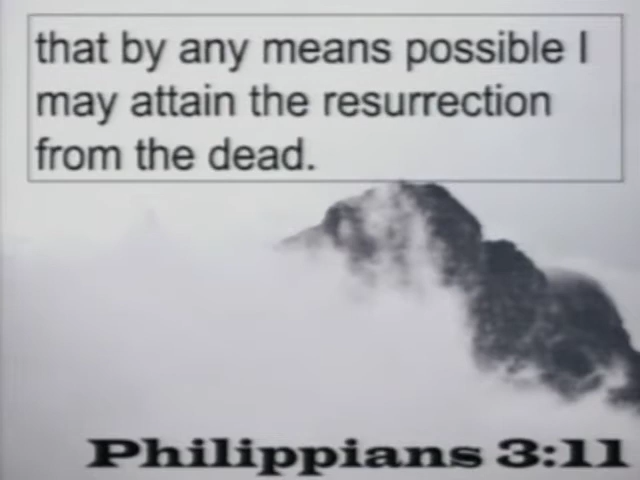 that by any means possible I
may attain the resurrection
from the dead.
Philippians 3:11